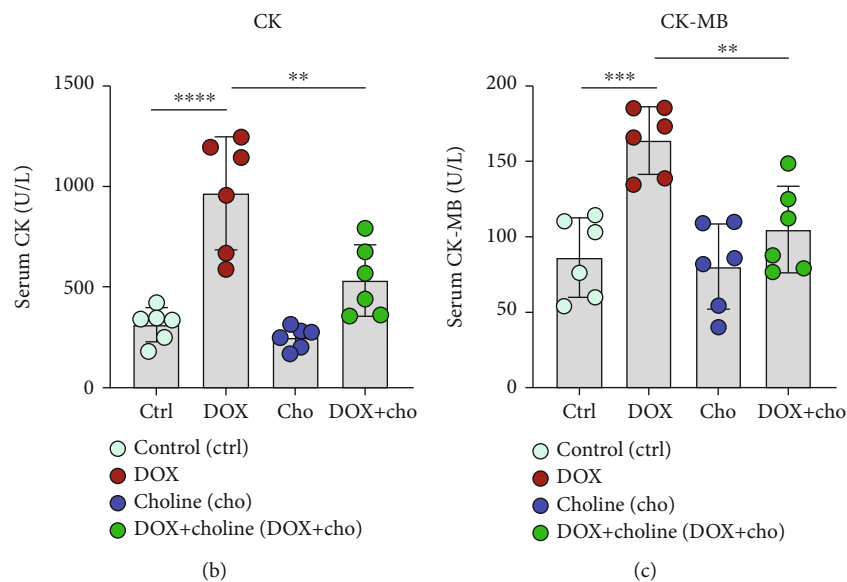 CK
****
**
Serum CK (U/L)
1500
1000
500
0
Ctrl DOX Cho DOX+cho
Control (ctrl)
DOX
Choline (cho)
DOX+choline (DOX+cho)
(b)
CK-MB
***
**
Serum CK-MB (U/L)
200
150
100
50
0
Ctrl DOX Cho DOX+cho
Control (ctrl)
DOX
Choline (cho)
DOX+choline (DOX+cho)
(c)